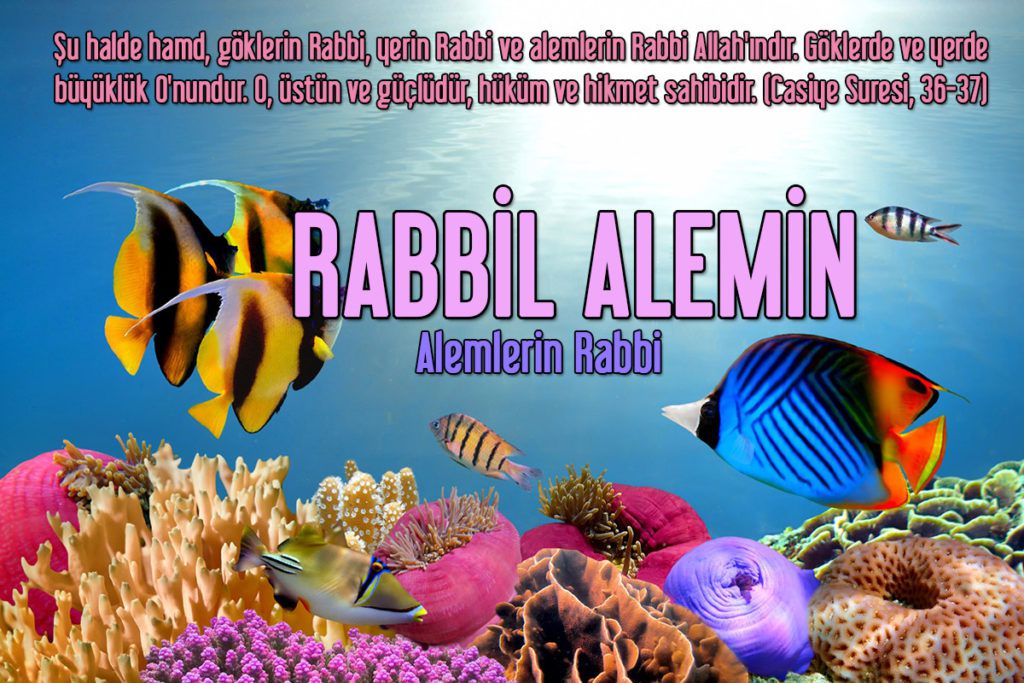 Şu halde hamd, göklerin Rabbi, yerin Rabbi ve alemlerin Rabbi Allah'ındır. Göklerde ve yerde
büyüklük O'nundur. O, üstün ve güçlüdür, hüküm ve hikmet sahibidir. (Casiye Suresi, 36-37)
RABBİL ALEMİN
Alemlerin Rabbi